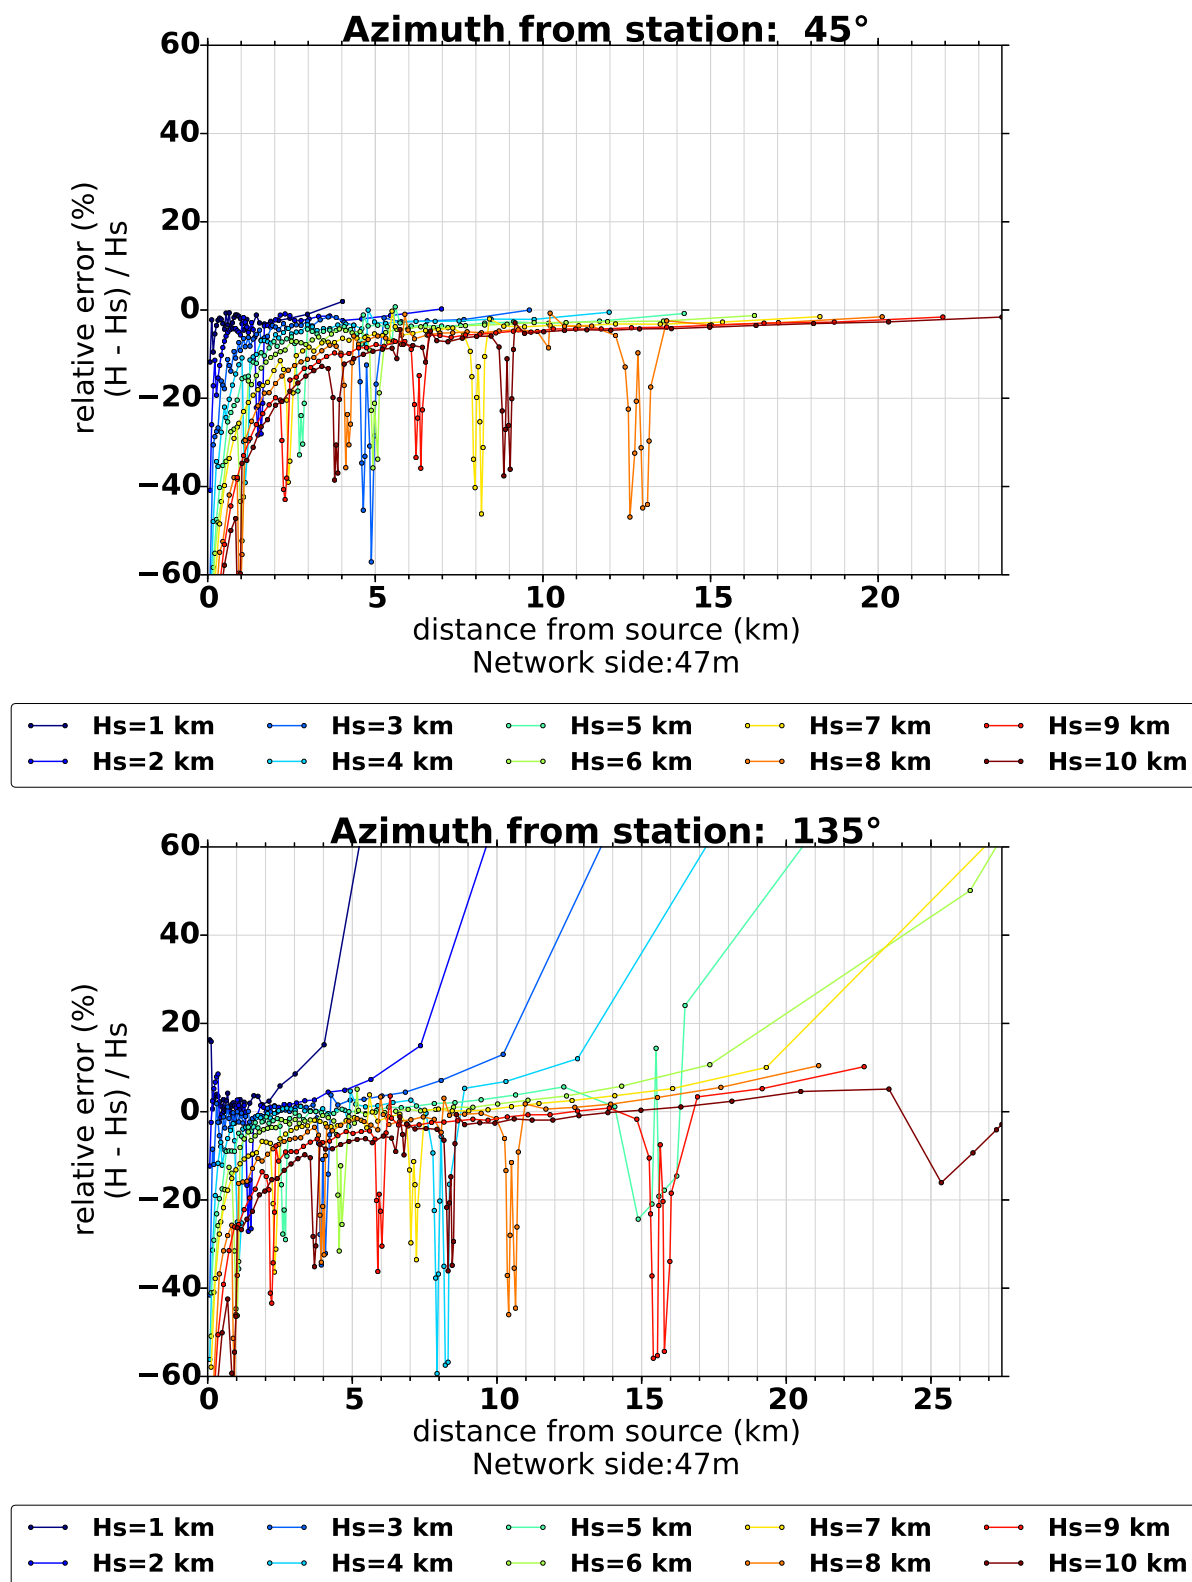 Azimuth from station:  45°
60
40
20
0
−20
−40
−60
relative error (%)
(H - Hs) / Hs
0 5 10 15 20
distance from source (km)
Network side:47m
Hs=1 km Hs=3 km Hs=5 km Hs=7 km Hs=9 km
Hs=2 km Hs=4 km Hs=6 km Hs=8 km Hs=10 km
Azimuth from station:  135°
60
40
20
0
−20
−40
−60
relative error (%)
(H - Hs) / Hs
0 5 10 15 20 25
distance from source (km)
Network side:47m
Hs=1 km Hs=3 km Hs=5 km Hs=7 km Hs=9 km
Hs=2 km Hs=4 km Hs=6 km Hs=8 km Hs=10 km